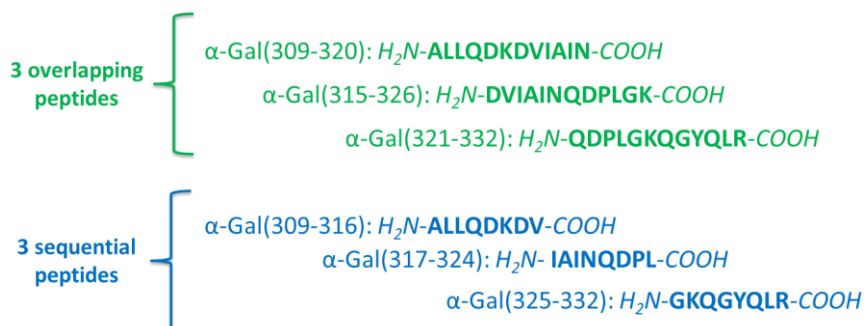 3 overlapping
peptides
α-Gal(309-320): H₂N-ALLQDKDVIAIN-COOH
α-Gal(315-326): H₂N-DVIAINQDPLGK-COOH
α-Gal(321-332): H₂N-QDPLGKQGYQLR-COOH
3 sequential
peptides
α-Gal(309-316): H₂N-ALLQDKDV-COOH
α-Gal(317-324): H₂N- IAINQDPL-COOH
α-Gal(325-332): H₂N-GKQGYQLR-COOH